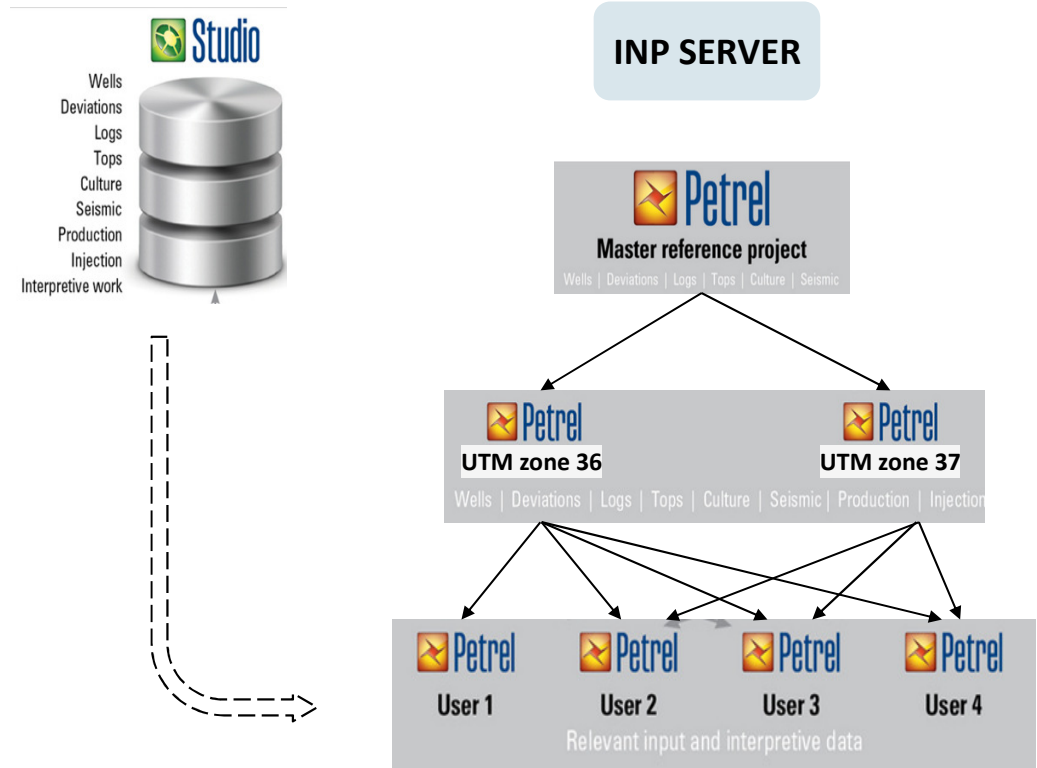 Studio
Wells
Deviations
Logs
Tops
Culture
Seismic
Production
Injection
Interpretive work
INP SERVER
Petrel
Master reference project
Wells | Deviations | Logs | Tops | Culture | Seismic
Petrel Petrel
UTM zone 36 UTM zone 37
Wells | Deviations | Logs | Tops | Culture | Seismic | Production | Injection
Petrel Petrel Petrel Petrel
User 1 User 2 User 3 User 4
Relevant input and interpretive data